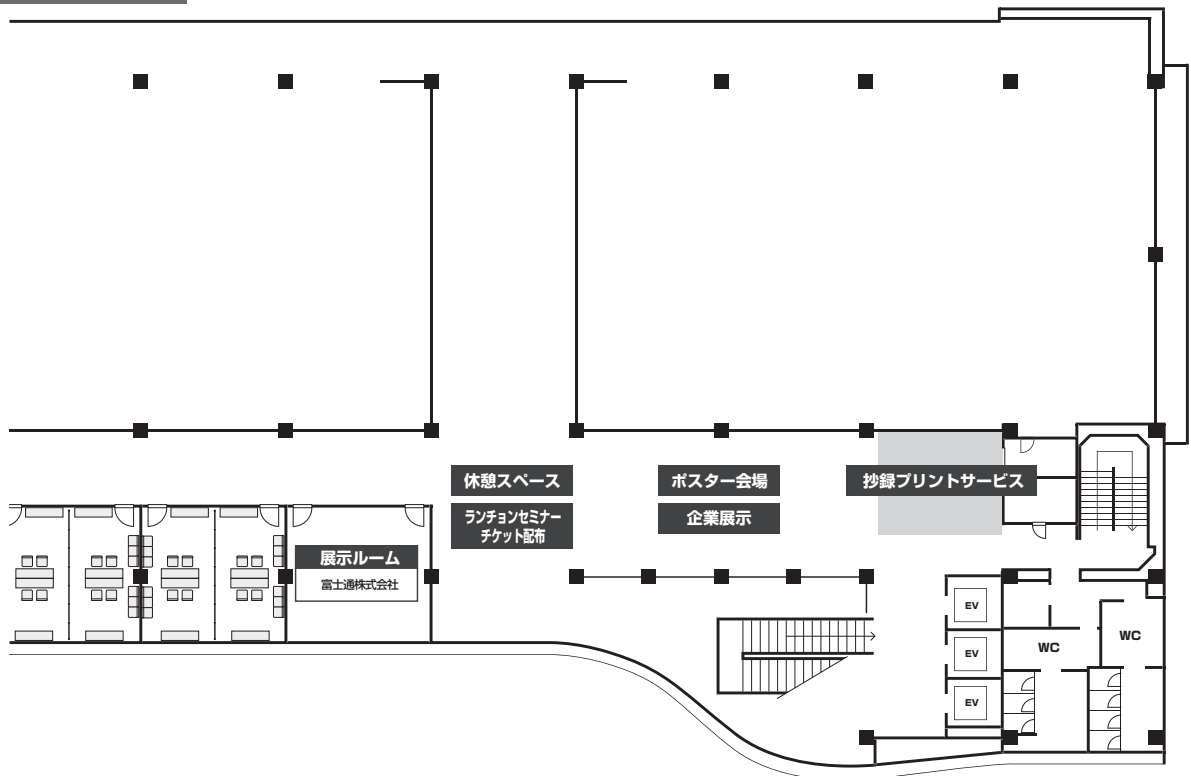 休憩スペース
ランチョンセミナー
チケット配布
ポスター会場
企業展示
抄録プリントサービス
展示ルーム
富士通株式会社
EV
EV
EV
WC
WC